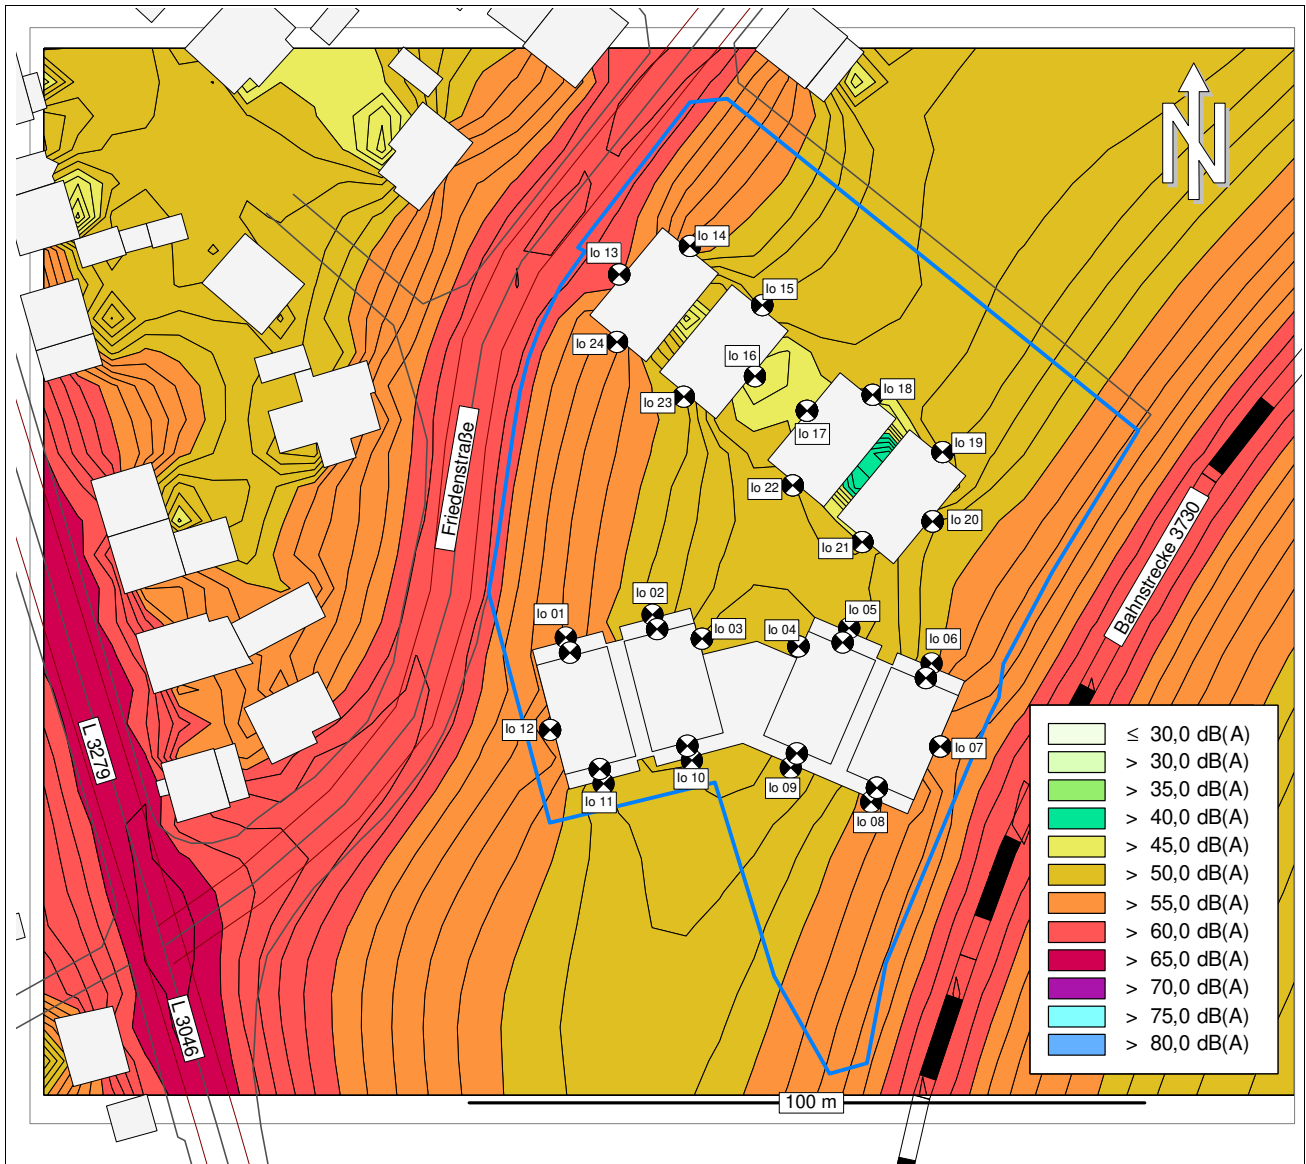 N
Io 14
Io 13
Io 15
Io 24
Io 16
Io 18
Io 23
Io 17
Io 19
Friedenstraße
Io 22
Io 20
Io 21
Bahnstrecke 3730
Io 02
Io 01
Io 05
Io 03
Io 04
Io 06
L 3279
Io 12
Io 07
Io 10
Io 09
Io 11
Io 08
L 3046
≤ 30,0 dB(A)
> 30,0 dB(A)
> 35,0 dB(A)
> 40,0 dB(A)
> 45,0 dB(A)
> 50,0 dB(A)
> 55,0 dB(A)
> 60,0 dB(A)
> 65,0 dB(A)
> 70,0 dB(A)
> 75,0 dB(A)
> 80,0 dB(A)
100 m